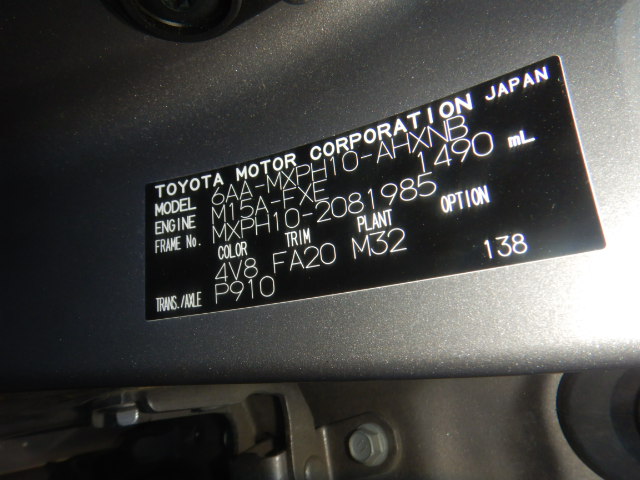 TOYOTA MOTOR CORPORATION JAPAN
MODEL 6AA-MXPH10-AHXNB
ENGINE M15A-FXE 1490 mL
FRAME No. MXPH10-2081985
COLOR TRIM PLANT OPTION
4V8 FA20 M32 138
TRANS./AXLE P910